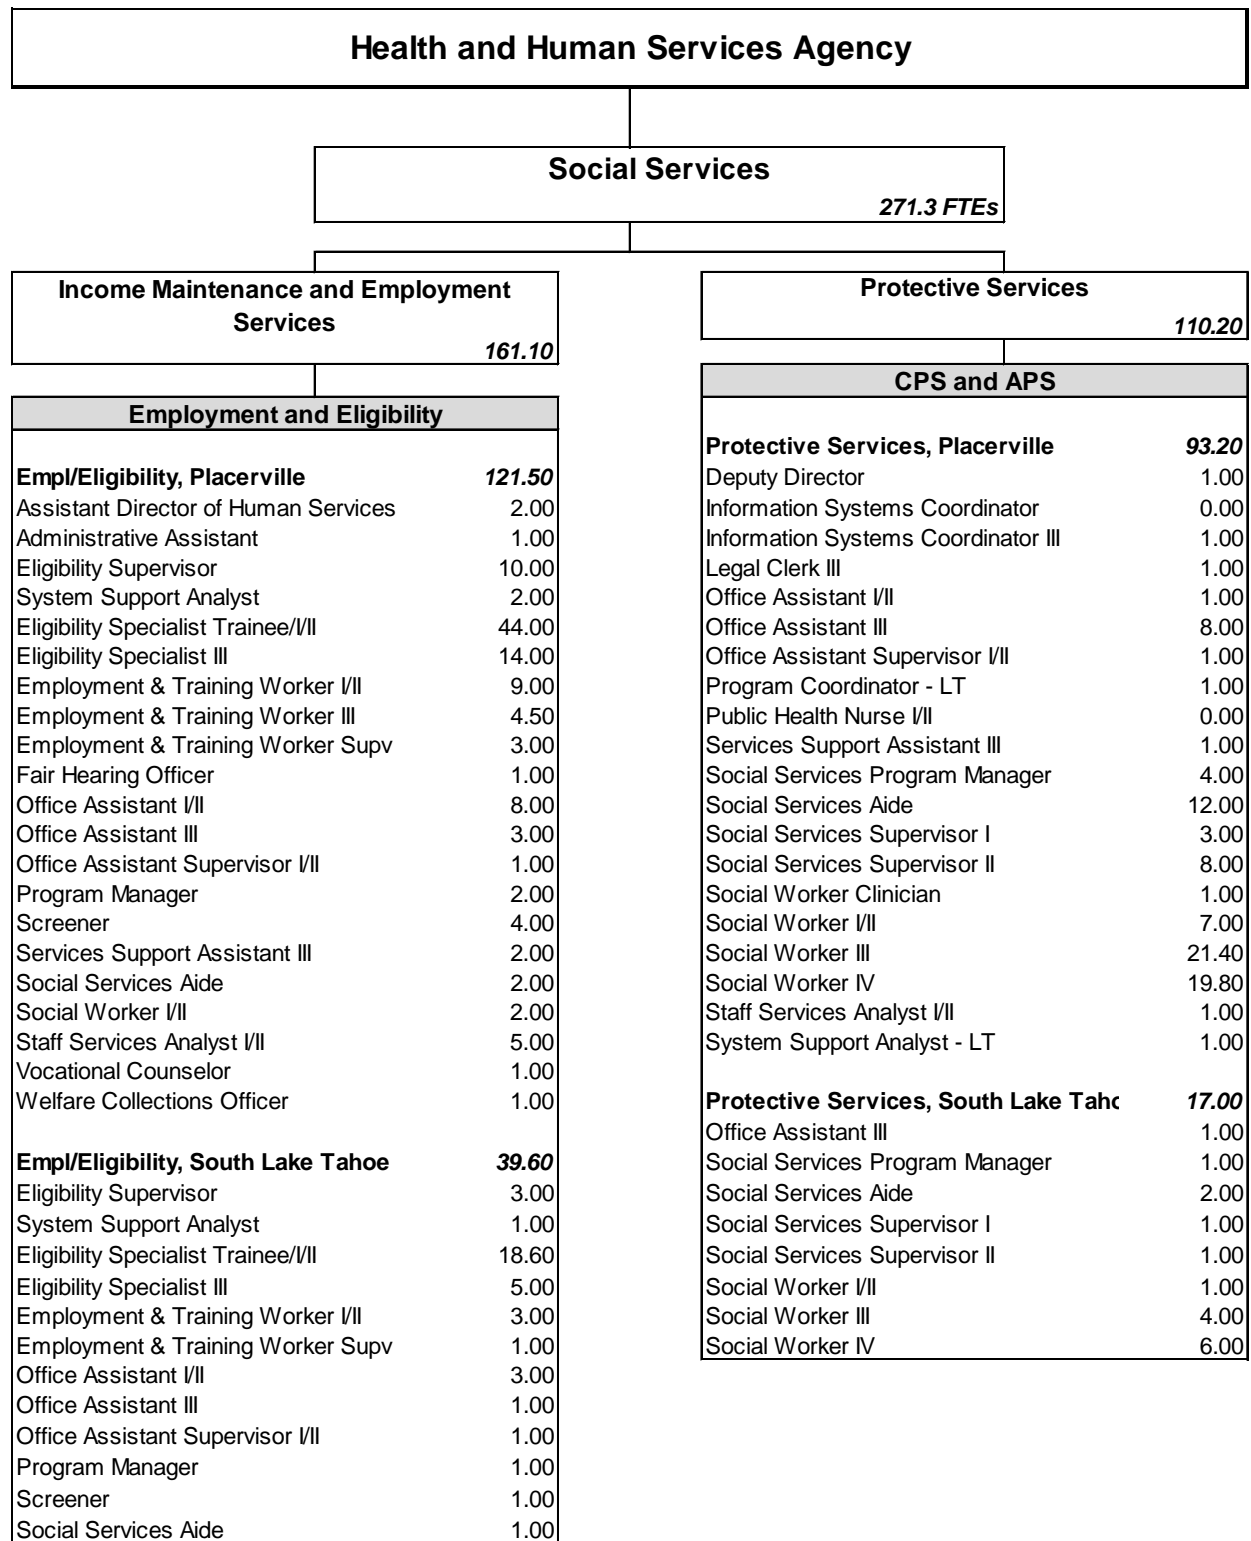 Health and Human Services Agency
Social Services
271.3 FTEs
Income Maintenance and Employment
Services
161.10
Employment and Eligibility
Empl/Eligibility, Placerville 121.50
Assistant Director of Human Services 2.00
Administrative Assistant 1.00
Eligibility Supervisor 10.00
System Support Analyst 2.00
Eligibility Specialist Trainee/I/II 44.00
Eligibility Specialist III 14.00
Employment & Training Worker I/II 9.00
Employment & Training Worker III 4.50
Employment & Training Worker Supv 3.00
Fair Hearing Officer 1.00
Office Assistant I/II 8.00
Office Assistant III 3.00
Office Assistant Supervisor I/II 1.00
Program Manager 2.00
Screener 4.00
Services Support Assistant III 2.00
Social Services Aide 2.00
Social Worker I/II 2.00
Staff Services Analyst I/II 5.00
Vocational Counselor 1.00
Welfare Collections Officer 1.00
Empl/Eligibility, South Lake Tahoe 39.60
Eligibility Supervisor 3.00
System Support Analyst 1.00
Eligibility Specialist Trainee/I/II 18.60
Eligibility Specialist III 5.00
Employment & Training Worker I/II 3.00
Employment & Training Worker Supv 1.00
Office Assistant I/II 3.00
Office Assistant III 1.00
Office Assistant Supervisor I/II 1.00
Program Manager 1.00
Screener 1.00
Social Services Aide 1.00
Protective Services
110.20
CPS and APS
Protective Services, Placerville 93.20
Deputy Director 1.00
Information Systems Coordinator 0.00
Information Systems Coordinator III 1.00
Legal Clerk III 1.00
Office Assistant I/II 1.00
Office Assistant III 8.00
Office Assistant Supervisor I/II 1.00
Program Coordinator - LT 1.00
Public Health Nurse I/II 0.00
Services Support Assistant III 1.00
Social Services Program Manager 4.00
Social Services Aide 12.00
Social Services Supervisor I 3.00
Social Services Supervisor II 8.00
Social Worker Clinician 1.00
Social Worker I/II 7.00
Social Worker III 21.40
Social Worker IV 19.80
Staff Services Analyst I/II 1.00
System Support Analyst - LT 1.00
Protective Services, South Lake Taho 17.00
Office Assistant III 1.00
Social Services Program Manager 1.00
Social Services Aide 2.00
Social Services Supervisor I 1.00
Social Services Supervisor II 1.00
Social Worker I/II 1.00
Social Worker III 4.00
Social Worker IV 6.00